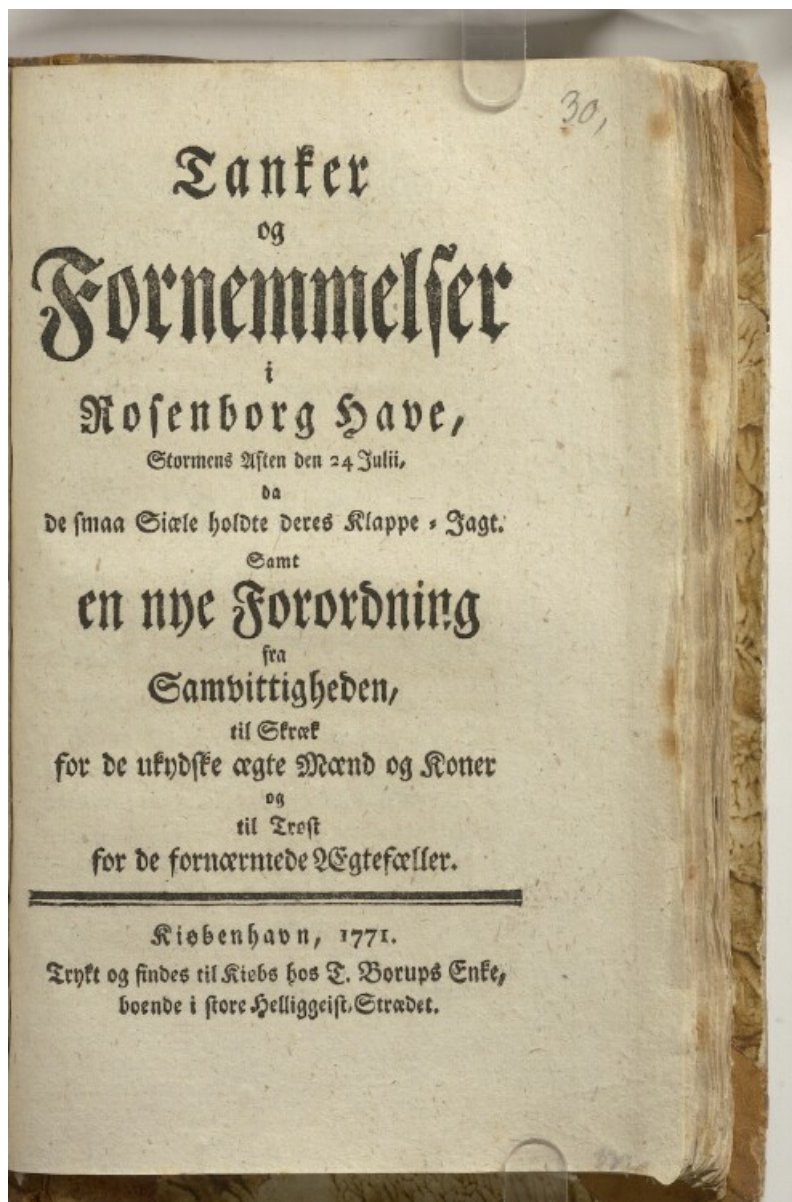 30,
Tanker
og
Fornemmelser
i
Rosenborg Have,
Stormens Aften den 24 Julii,
da
de smaa Siæle holdte deres Klappe-Jagt.
Samt
en nye Forordning
fra
Samvittigheden,
til Skræk
for de ukydske ægte Mænd og Koner
og
til Trøst
for de fornærmede Ægtefæller.
Kiøbenhavn, 1771.
Trykt og findes til Kiøbs hos T. Borups Enke,
boende i store Helliggeist-Strædet.